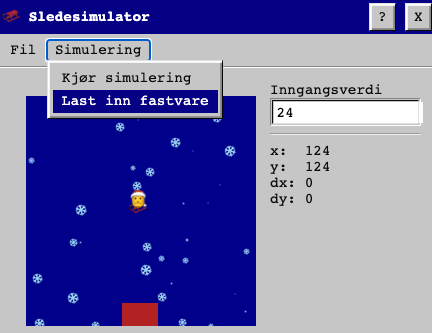 Sledesimulator ? X
Fil Simulering
Kjør simulering
Last inn fastvare
Inngangsverdi
24
x: 124
y: 124
dx: 0
dy: 0